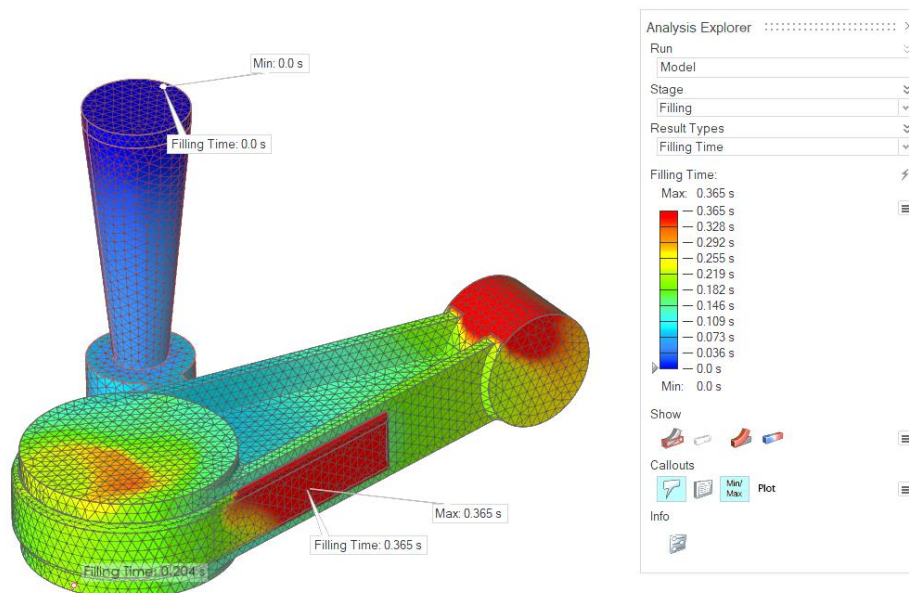 Min: 0.0 s
Filling Time: 0.0 s
Max: 0.365 s
Filling Time: 0.365 s
Filling Time: 0.204 s
Analysis Explorer
Run
Model
Stage
Filling
Result Types
Filling Time
Filling Time:
Max: 0.365 s
0.365 s
0.328 s
0.292 s
0.255 s
0.219 s
0.182 s
0.146 s
0.109 s
0.073 s
0.036 s
0.0 s
Min: 0.0 s
Show
Callouts
Min/
Max
Plot
Info